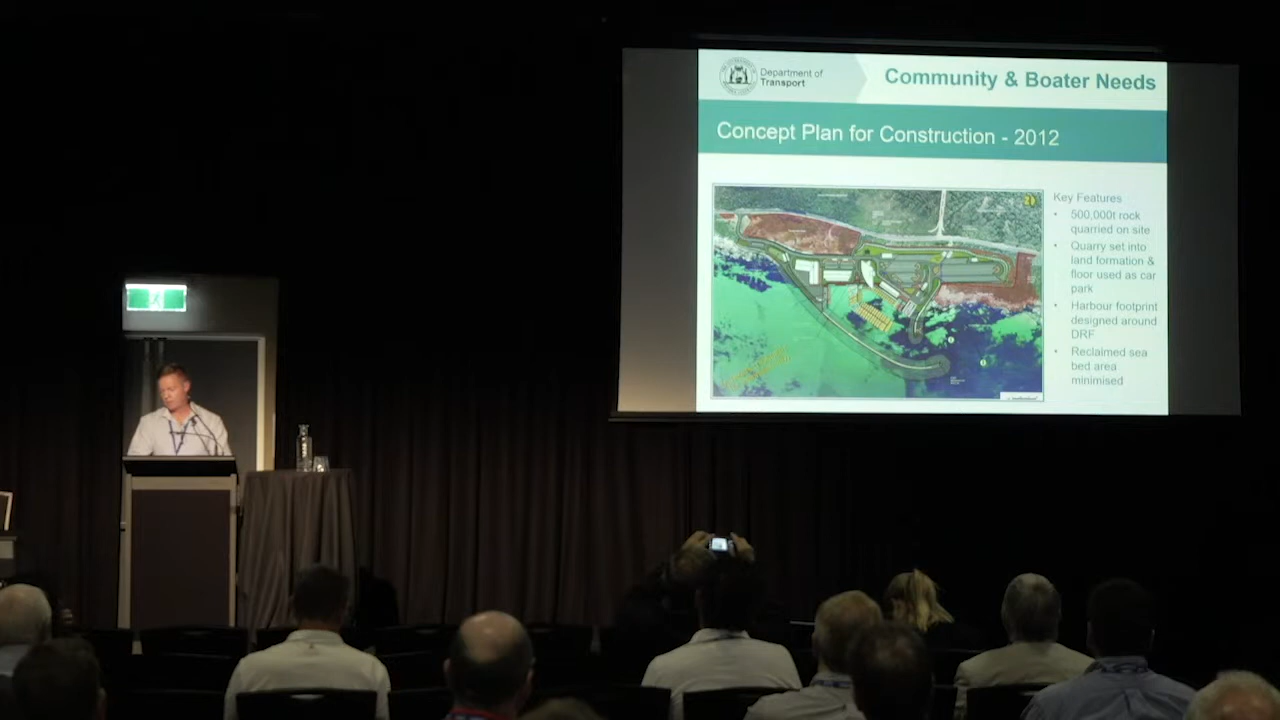 Department of
Transport
Community & Boater Needs
Concept Plan for Construction - 2012
Key Features
• 500,000t rock
quarried on site
• Quarry set into
land formation &
floor used as car
park
• Harbour footprint
designed around
DRF
• Reclaimed sea
bed area
minimised